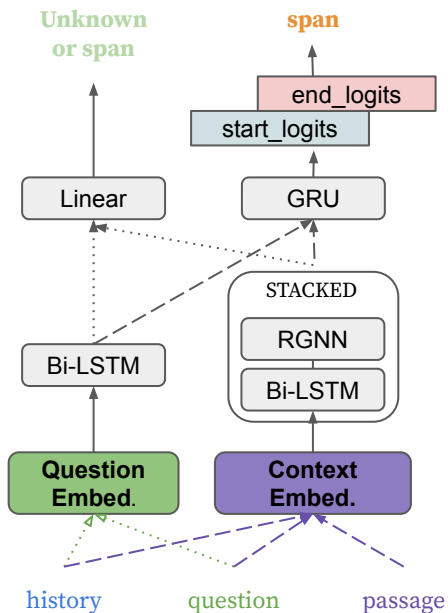 Unknown
or span
span
end_logits
start_logits
Linear
GRU
STACKED
RGNN
Bi-LSTM
Bi-LSTM
Question
Embed.
Context
Embed.
history
question
passage